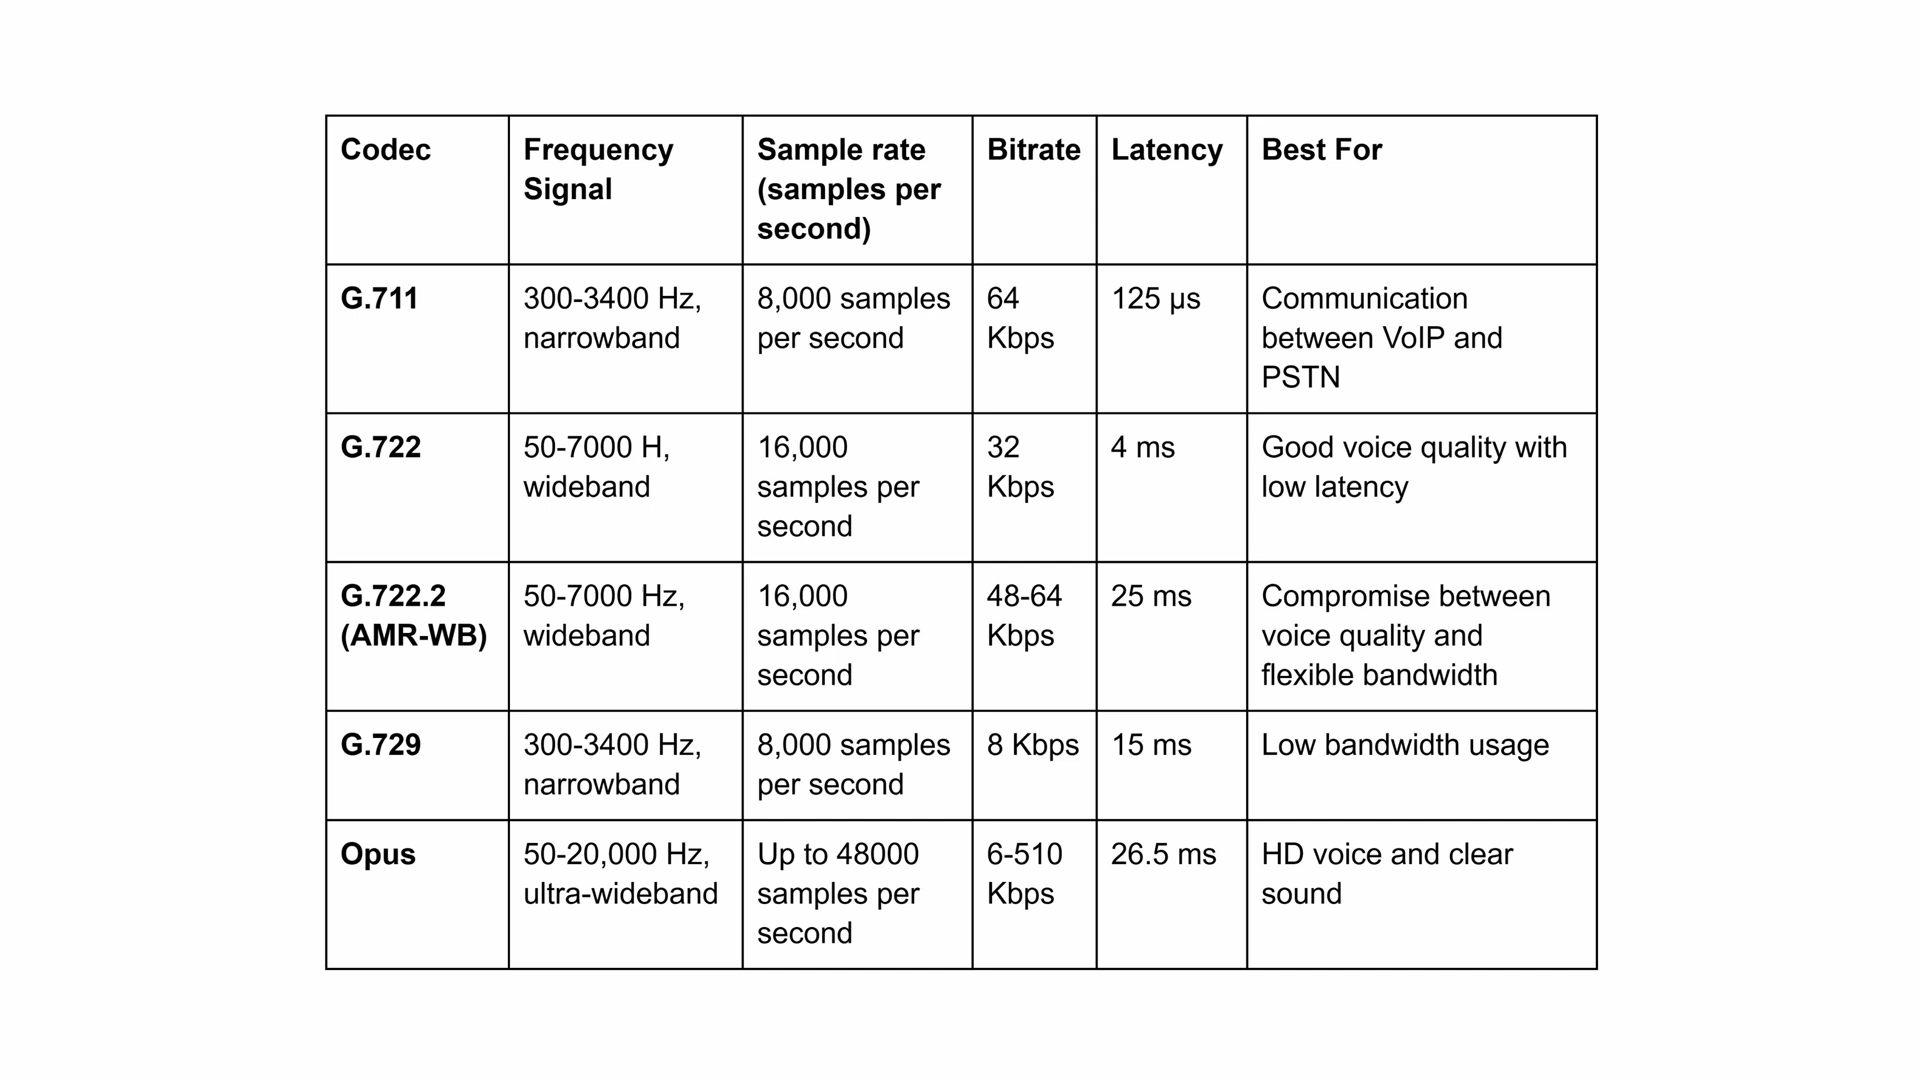 Codec
Frequency
Signal
Sample rate
(samples per
second)
Bitrate
Latency
Best For
G.711
300-3400 Hz,
narrowband
8,000 samples
per second
64
Kbps
125 µs
Communication
between VoIP and
PSTN
G.722
50-7000 H,
wideband
16,000
samples per
second
32
Kbps
4 ms
Good voice quality with
low latency
G.722.2
(AMR-WB)
50-7000 Hz,
wideband
16,000
samples per
second
48-64
Kbps
25 ms
Compromise between
voice quality and
flexible bandwidth
G.729
300-3400 Hz,
narrowband
8,000 samples
per second
8 Kbps
15 ms
Low bandwidth usage
Opus
50-20,000 Hz,
ultra-wideband
Up to 48000
samples per
second
6-510
Kbps
26.5 ms
HD voice and clear
sound